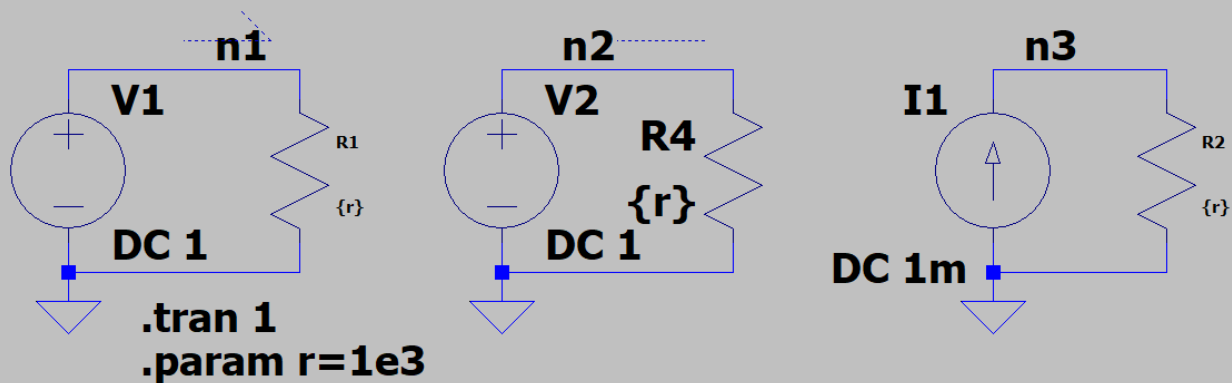 n1
V1
R1
{r}
DC 1
n2
V2
R4
{r}
DC 1
n3
I1
R2
{r}
DC 1m
.tran 1
.param r=1e3